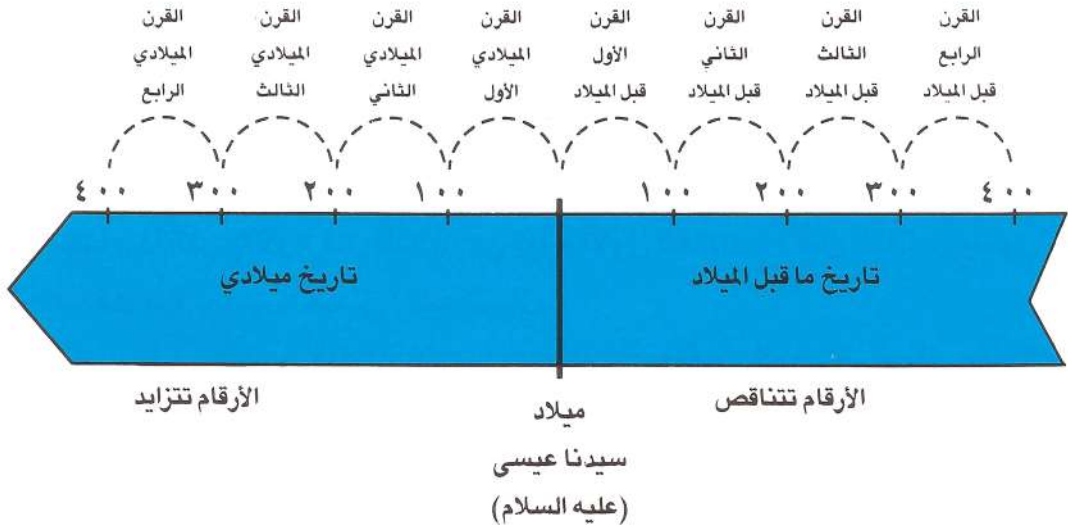 القرن
الرابع
قبل الميلاد
القرن
الثالث
قبل الميلاد
القرن
الثاني
قبل الميلاد
القرن
الأول
قبل الميلاد
القرن
الميلادي
الأول
القرن
الميلادي
الثاني
القرن
الميلادي
الثالث
القرن
الميلادي
الرابع
٤٠٠
٣٠٠
٢٠٠
١٠٠
١٠٠
٢٠٠
٣٠٠
٤٠٠
تاريخ ما قبل الميلاد
تاريخ ميلادي
الأرقام تتناقص
ميلاد
سيدنا عيسى
(عليه السلام)
الأرقام تتزايد